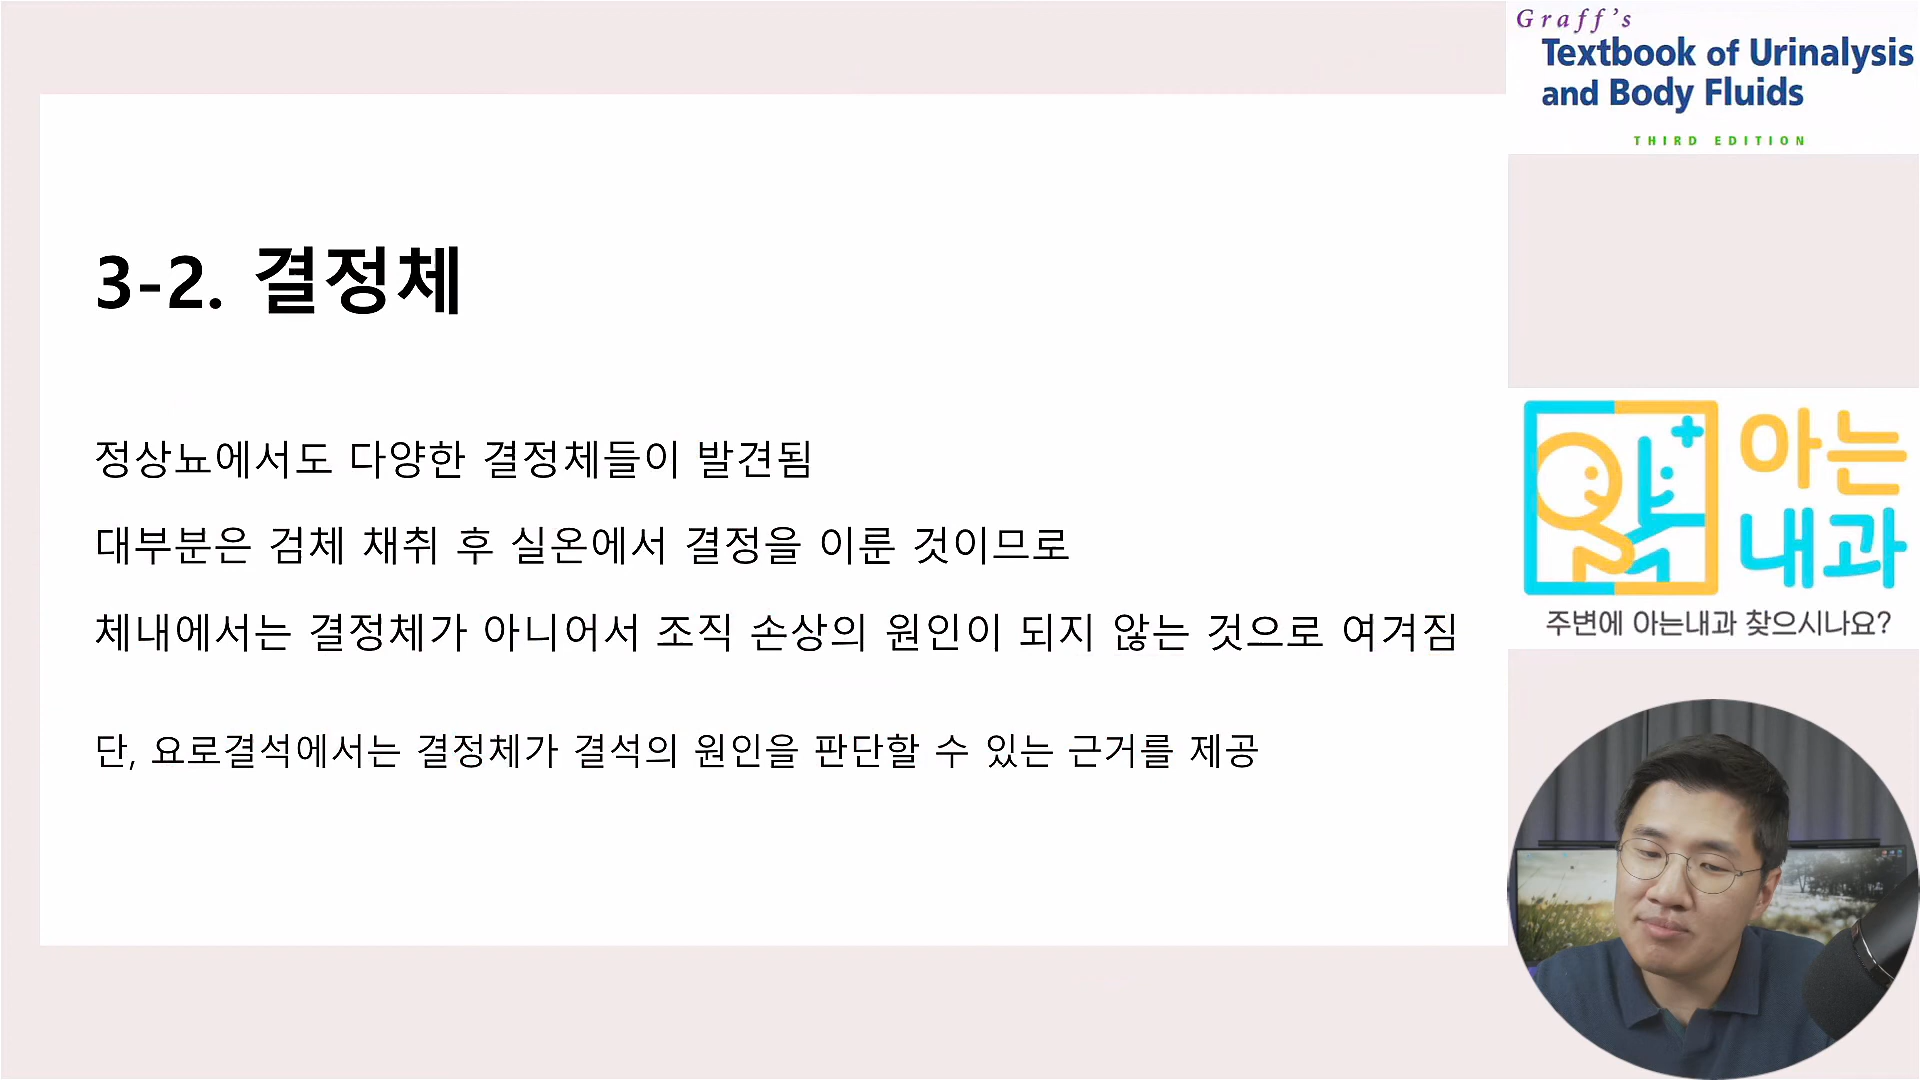 Graff's
Textbook of Urinalysis
and Body Fluids
THIRD EDITION
3-2. 결정체
정상뇨에서도 다양한 결정체들이 발견됨
대부분은 검체 채취 후 실온에서 결정을 이룬 것이므로
체내에서는 결정체가 아니어서 조직 손상의 원인이 되지 않는 것으로 여겨짐
단, 요로결석에서는 결정체가 결석의 원인을 판단할 수 있는 근거를 제공
아는
내과
주변에 아는내과 찾으시나요?